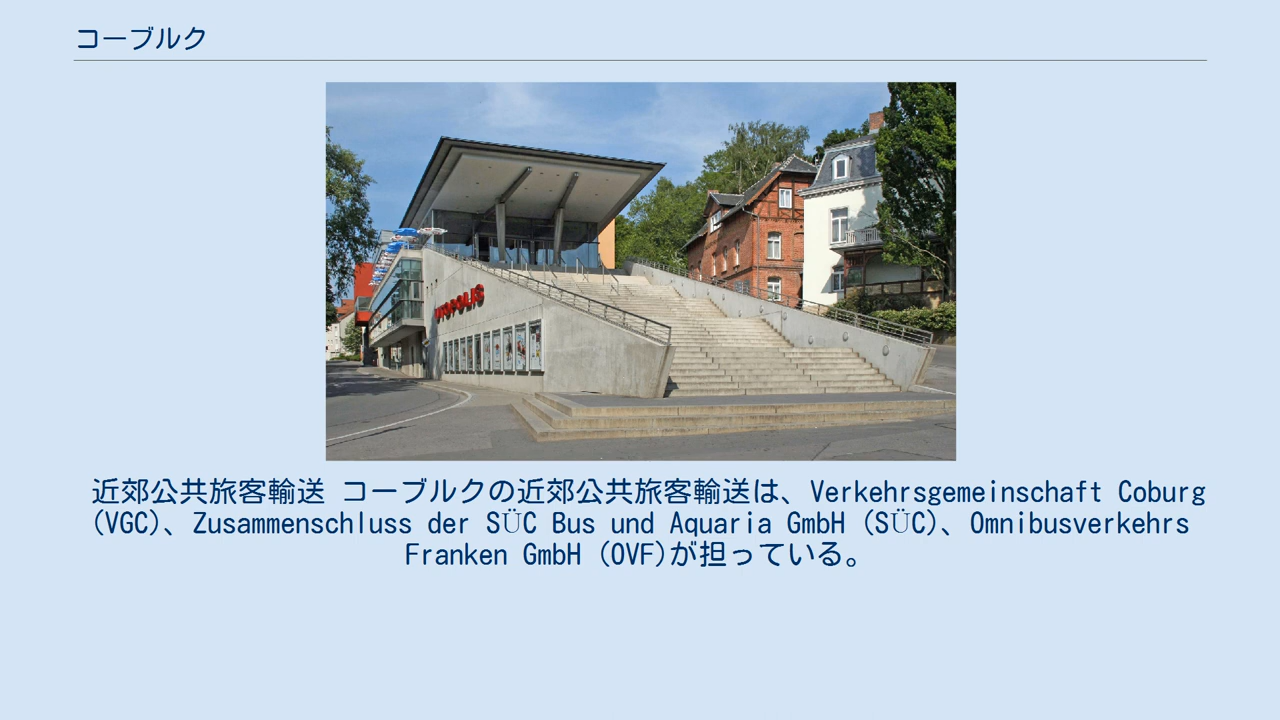 コーブルク
UTOPOLIS
近郊公共旅客輸送 コーブルクの近郊公共旅客輸送は、Verkehrsgemeinschaft Coburg
(VGC)、Zusammenschluss der SÜC Bus und Aquaria GmbH (SÜC)、Omnibusverkehrs
Franken GmbH (OVF)が担っている。